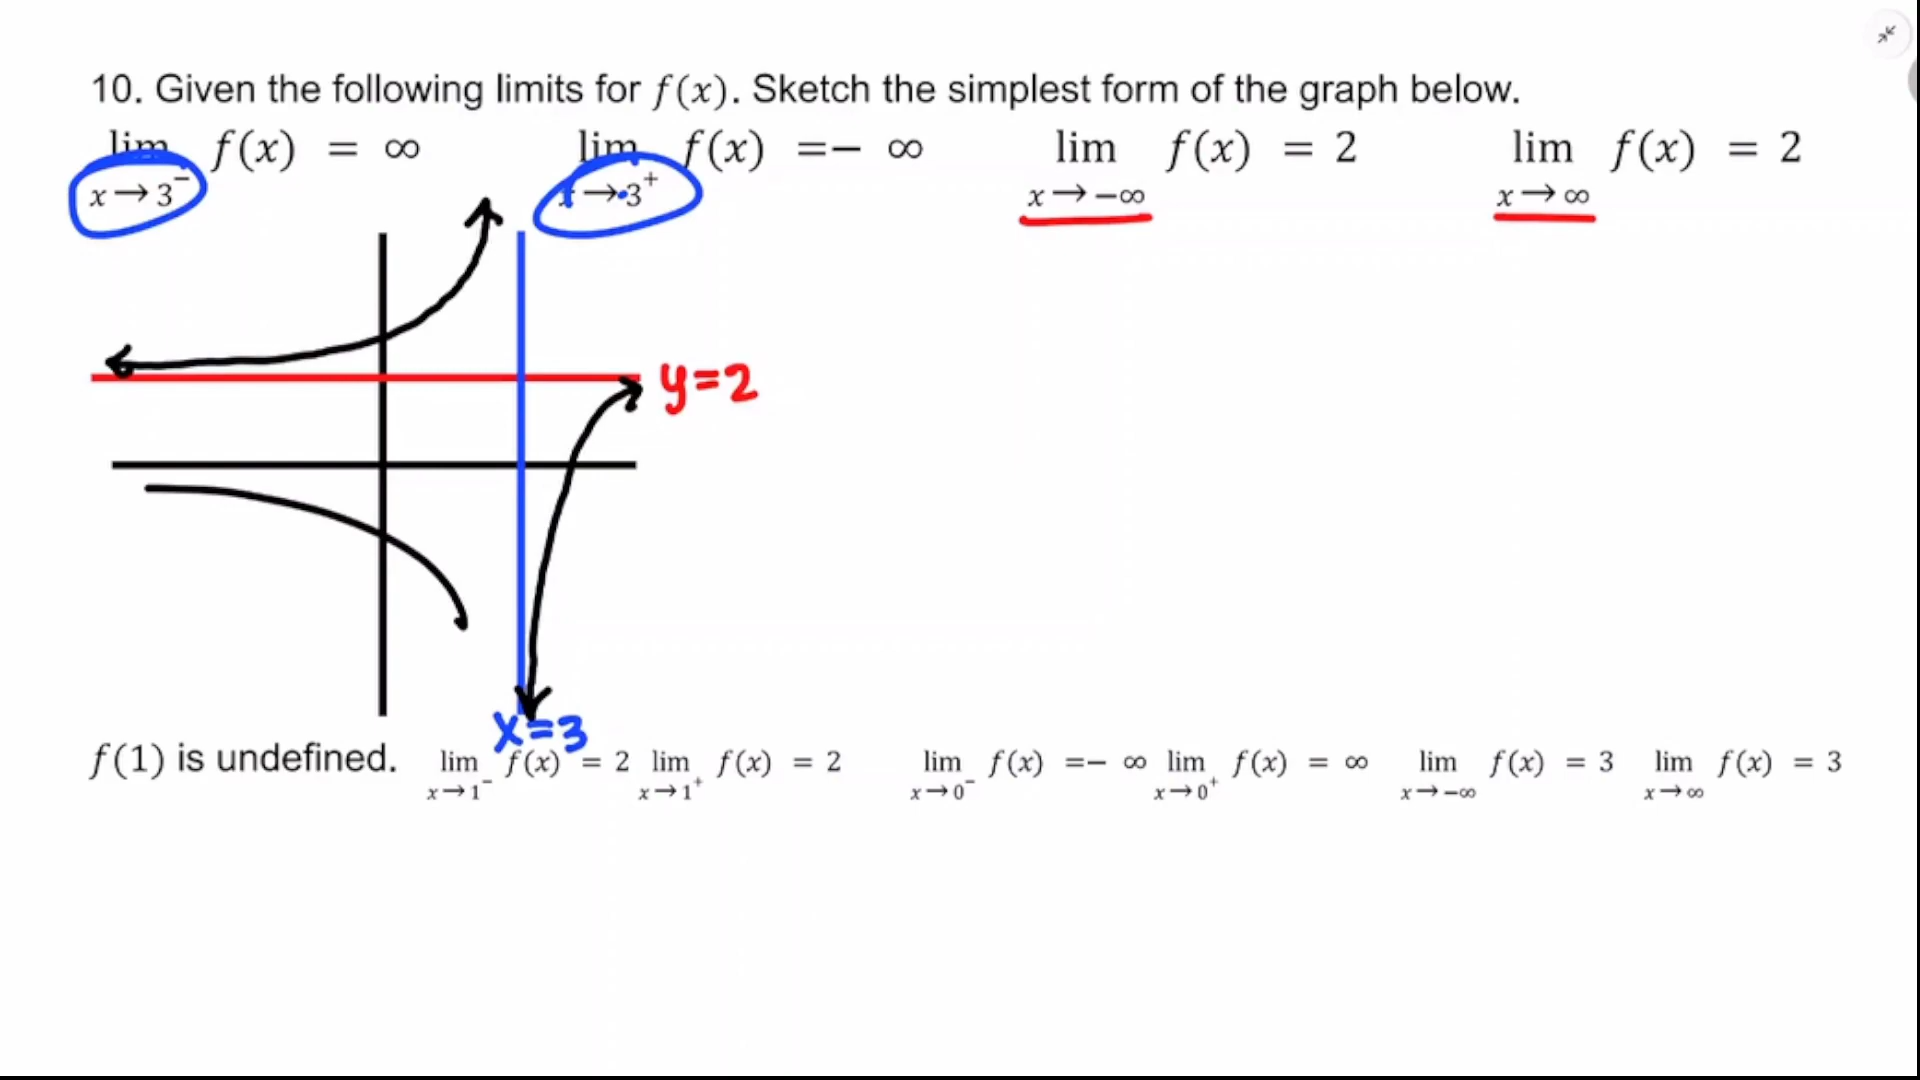 10. Given the following limits for f(x). Sketch the simplest form of the graph below.
lim x→3⁻ f(x) = ∞ lim x→3⁺ f(x) =− ∞ lim x→−∞ f(x) = 2 lim x→∞ f(x) = 2
y=2
x=3
f(1) is undefined. lim x→1⁻ f(x) = 2 lim x→1⁺ f(x) = 2 lim x→0⁻ f(x) =− ∞ lim x→0⁺ f(x) = ∞ lim x→−∞ f(x) = 3 lim x→∞ f(x) = 3